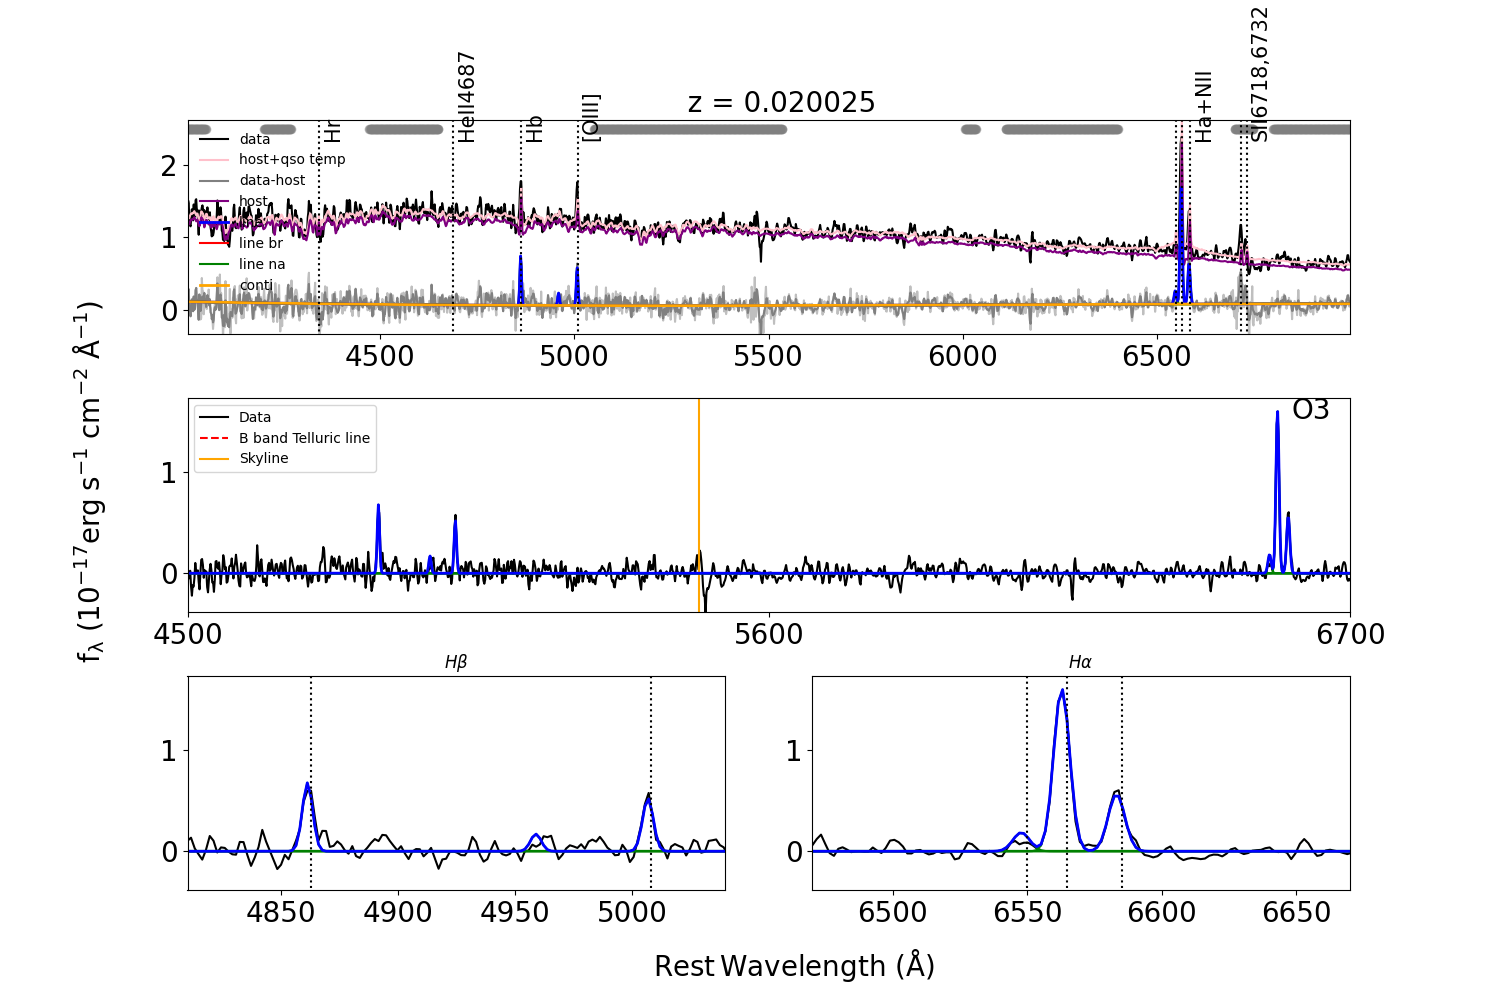 z = 0.020025
Hr
HeII4687
Hb
[OIII]
Ha+NII
SII6718,6732
data
host+qso temp
data-host
host
line br
line na
conti
2
1
0
4500
5000
5500
6000
6500
Data
B band Telluric line
Skyline
O3
1
0
4500
5600
6700
fλ (10−17erg s−1 cm−2 Å−1)
Hβ
Hα
1
0
4850
4900
4950
5000
1
0
6500
6550
6600
6650
Rest Wavelength (Å)